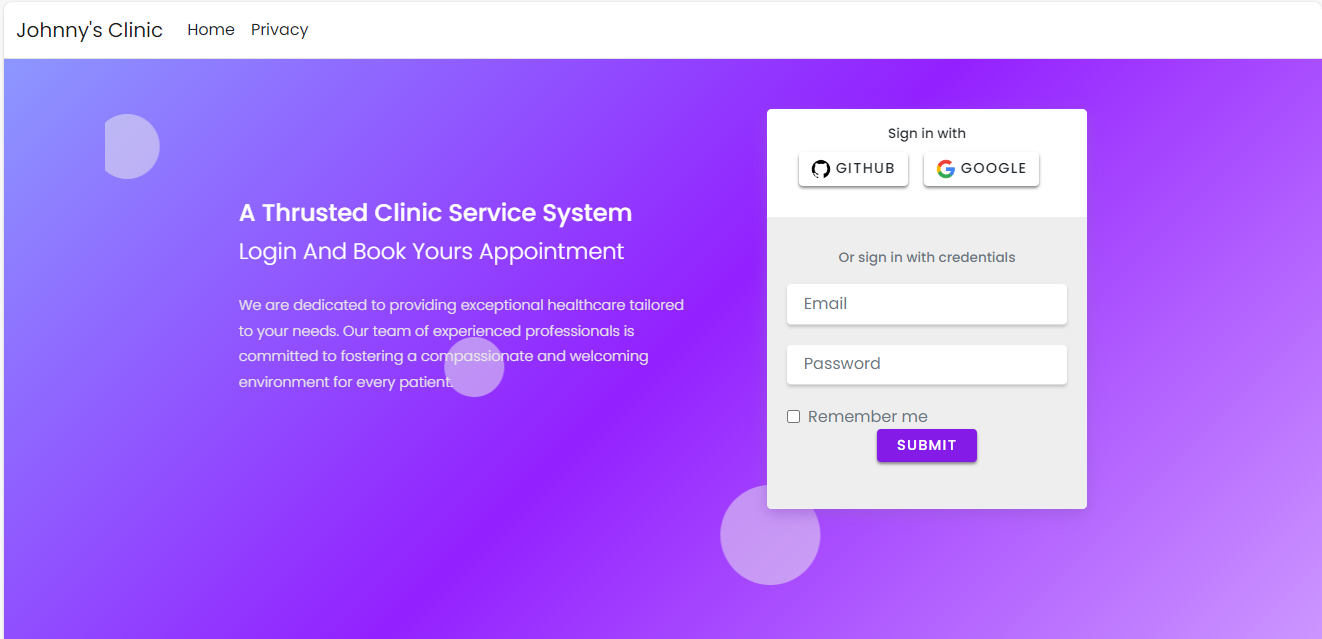 Johnny's Clinic Home Privacy
A Thrusted Clinic Service System
Login And Book Yours Appointment
We are dedicated to providing exceptional healthcare tailored
to your needs. Our team of experienced professionals is
committed to fostering a compassionate and welcoming
environment for every patient.
Sign in with
GITHUB GOOGLE
Or sign in with credentials
Email
Password
Remember me
SUBMIT